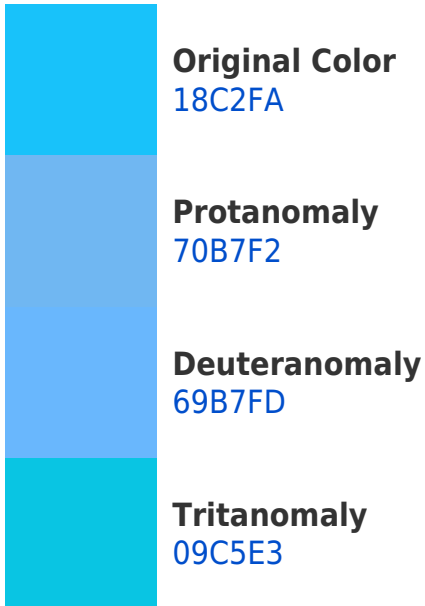 Original Color
18C2FA
Protanomaly
70B7F2
Deuteranomaly
69B7FD
Tritanomaly
09C5E3